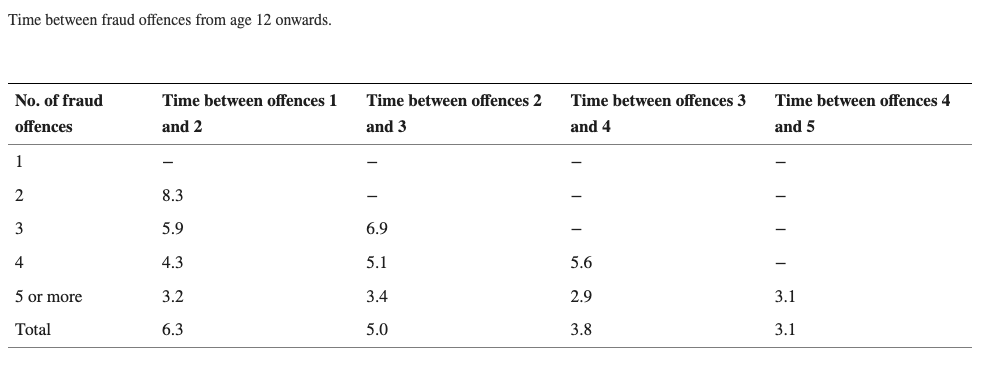 Time between fraud offences from age 12 onwards.
No. of fraud offences Time between offences 1 and 2 Time between offences 2 and 3 Time between offences 3 and 4 Time between offences 4 and 5
1 – – – –
2 8.3 – – –
3 5.9 6.9 – –
4 4.3 5.1 5.6 –
5 or more 3.2 3.4 2.9 3.1
Total 6.3 5.0 3.8 3.1